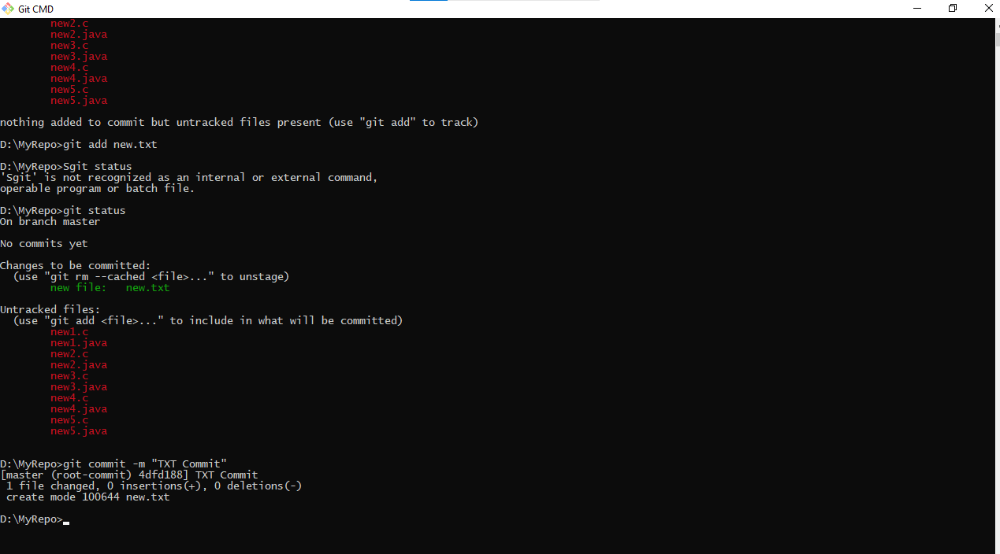 Git CMD
new2.c
new2.java
new3.c
new3.java
new4.c
new4.java
new5.c
new5.java
nothing added to commit but untracked files present (use "git add" to track)
D:\MyRepo>git add new.txt
D:\MyRepo>Sgit status
'Sgit' is not recognized as an internal or external command,
operable program or batch file.
D:\MyRepo>git status
On branch master
No commits yet
Changes to be committed:
  (use "git rm --cached <file>..." to unstage)
        new file:   new.txt
Untracked files:
  (use "git add <file>..." to include in what will be committed)
        new1.c
        new1.java
        new2.c
        new2.java
        new3.c
        new3.java
        new4.c
        new4.java
        new5.c
        new5.java
D:\MyRepo>git commit -m "TXT Commit"
[master (root-commit) 4dfd188] TXT Commit
 1 file changed, 0 insertions(+), 0 deletions(-)
 create mode 100644 new.txt
D:\MyRepo>